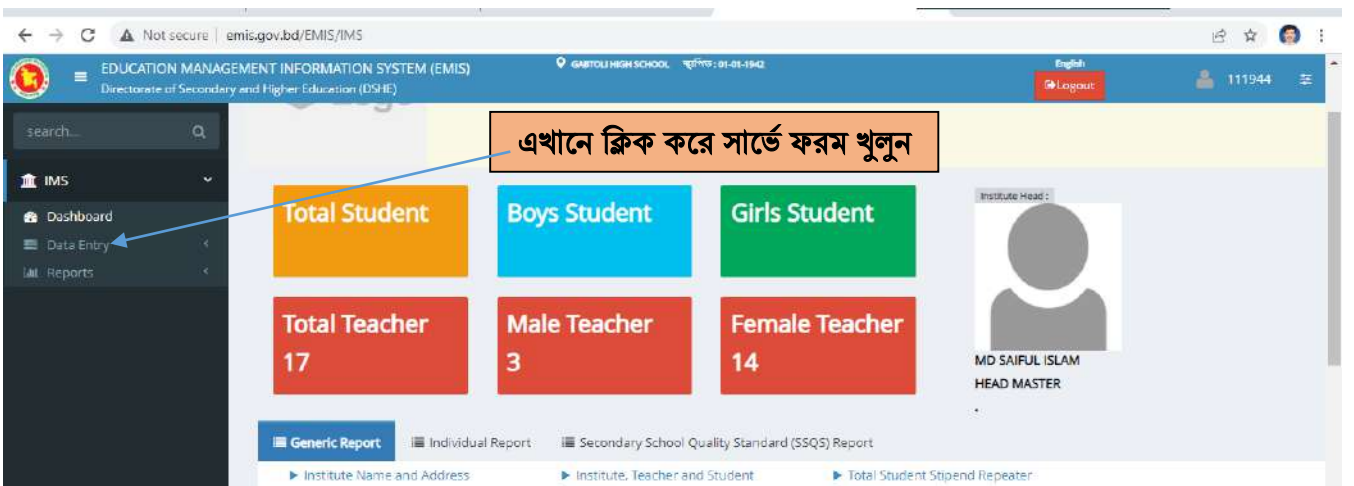 Not secure | emis.gov.bd/EMIS/IMS
EDUCATION MANAGEMENT INFORMATION SYSTEM (EMIS)
Directorate of Secondary and Higher Education (DSHE)
GABTOLI HIGH SCHOOL স্থাপিত: 01-01-1942
English
Logout
111944
search...
এখানে ক্লিক করে সার্ভে ফরম খুলুন
IMS
Dashboard
Data Entry
Reports
Total Student
Boys Student
Girls Student
Institute Head :
Total Teacher
17
Male Teacher
3
Female Teacher
14
MD SAIFUL ISLAM
HEAD MASTER
.
Generic Report Individual Report Secondary School Quality Standard (SSQS) Report
Institute Name and Address Institute, Teacher and Student Total Student Stipend Repeater